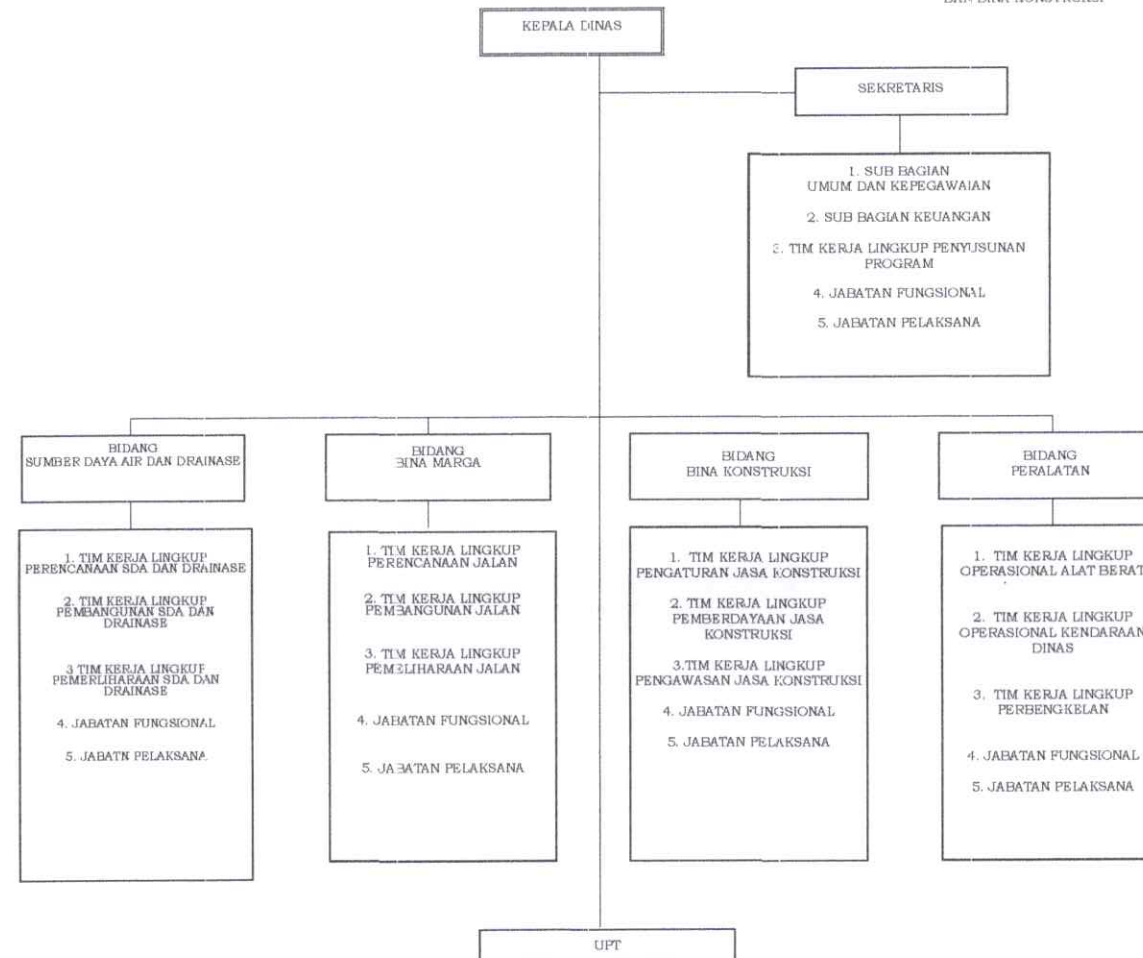 KEPALA DINAS
SEKRETARIS
1. SUB BAGIAN
UMUM DAN KEPEGAWAIAN
2. SUB BAGIAN KEUANGAN
3. TIM KERJA LINGKUP PENYUSUNAN
PROGRAM
4. JABATAN FUNGSIONAL
5. JABATAN PELAKSANA
BIDANG
SUMBER DAYA AIR DAN DRAINASE
1. TIM KERJA LINGKUP
PERENCANAAN SDA DAN DRAINASE
2. TIM KERJA LINGKUP
PEMBANGUNAN SDA DAN
DRAINASE
3 TIM KERJA LINGKUP
PEMERLIHARAAN SDA DAN
DRAINASE
4. JABATAN FUNGSIONAL
5. JABATN PELAKSANA
BIDANG
BINA MARGA
1. TIM KERJA LINGKUP
PERENCANAAN JALAN
2. TIM KERJA LINGKUP
PEMBANGUNAN JALAN
3. TIM KERJA LINGKUP
PEMELIHARAAN JALAN
4. JABATAN FUNGSIONAL
5. JABATAN PELAKSANA
BIDANG
BINA KONSTRUKSI
1. TIM KERJA LINGKUP
PENGATURAN JASA KONSTRUKSI
2. TIM KERJA LINGKUP
PEMBERDAYAAN JASA
KONSTRUKSI
3.TIM KERJA LINGKUP
PENGAWASAN JASA KONSTRUKSI
4. JABATAN FUNGSIONAL
5. JABATAN PELAKSANA
BIDANG
PERALATAN
1. TIM KERJA LINGKUP
OPERASIONAL ALAT BERAT
2. TIM KERJA LINGKUP
OPERASIONAL KENDARAAN
DINAS
3. TIM KERJA LINGKUP
PERBENGKELAN
4. JABATAN FUNGSIONAL
5. JABATAN PELAKSANA
UPT